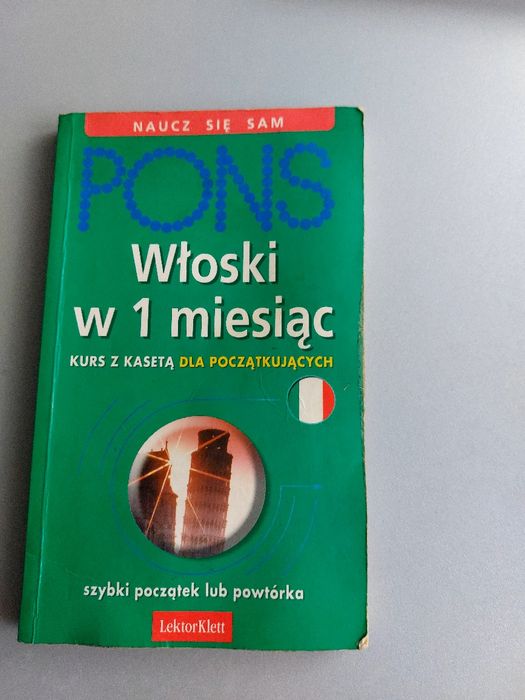 NAUCZ SIĘ SAM
PONS
Włoski
w 1 miesiąc
KURS Z KASETĄ DLA POCZĄTKUJĄCYCH
szybki początek lub powtórka
LektorKlett